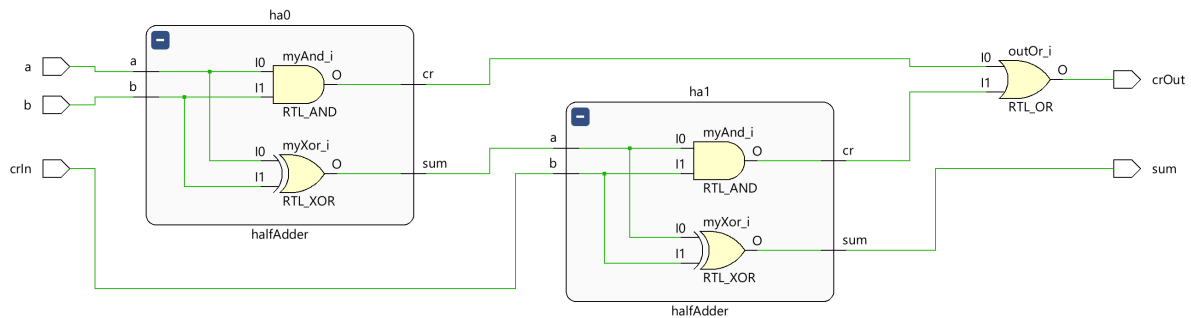 ha0
a
b
crIn
a
b
myAnd_i
I0
I1
O
RTL_AND
cr
myXor_i
I0
I1
O
RTL_XOR
sum
halfAdder
ha1
a
b
myAnd_i
I0
I1
O
RTL_AND
cr
myXor_i
I0
I1
O
RTL_XOR
sum
halfAdder
outOr_i
I0
I1
O
RTL_OR
crOut
sum